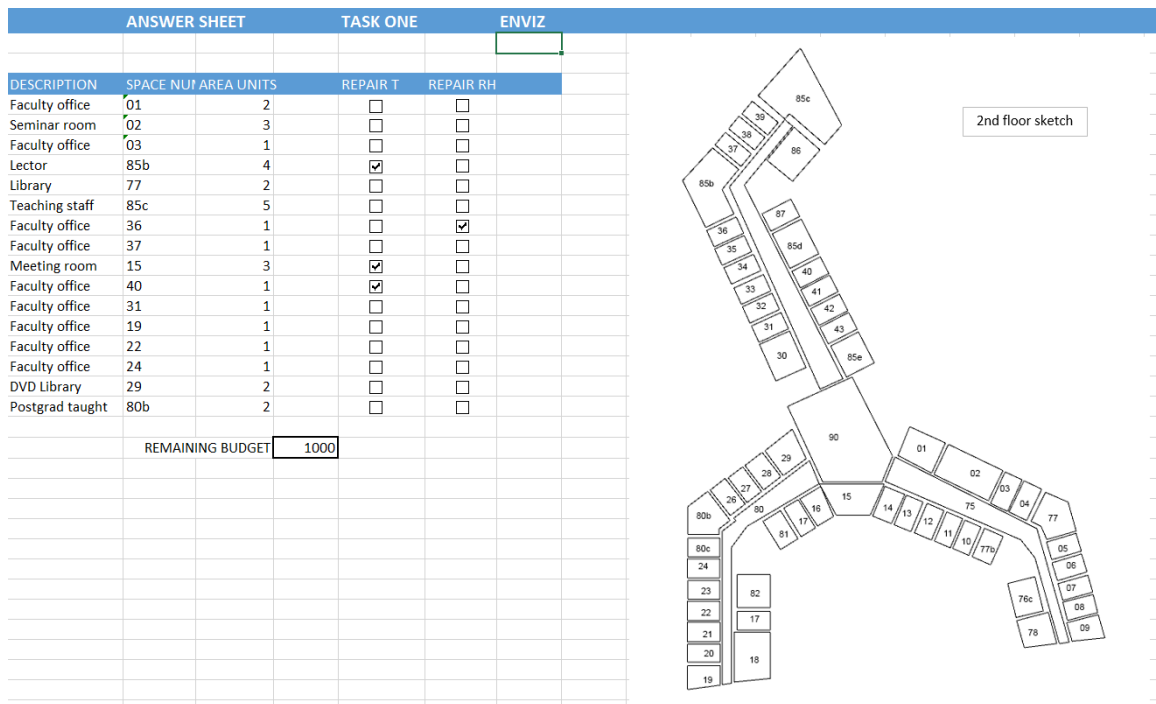 ANSWER SHEET TASK ONE ENVIZ
DESCRIPTION SPACE NUM AREA UNITS REPAIR T REPAIR RH
Faculty office 01 2
Seminar room 02 3
Faculty office 03 1
Lector 85b 4
Library 77 2
Teaching staff 85c 5
Faculty office 36 1
Faculty office 37 1
Meeting room 15 3
Faculty office 40 1
Faculty office 31 1
Faculty office 19 1
Faculty office 22 1
Faculty office 24 1
DVD Library 29 2
Postgrad taught 80b 2
REMAINING BUDGET 1000
2nd floor sketch
85c
39
38
37
86
85b
87
36
35
34
33
32
31
30
85d
40
41
42
43
85e
90
01
02
03
04
77
75
15
14
13
12
11
10
77b
05
06
07
08
09
76c
78
29
28
27
26
80b
80
16
17
81
80c
24
23
22
21
20
19
82
17
18